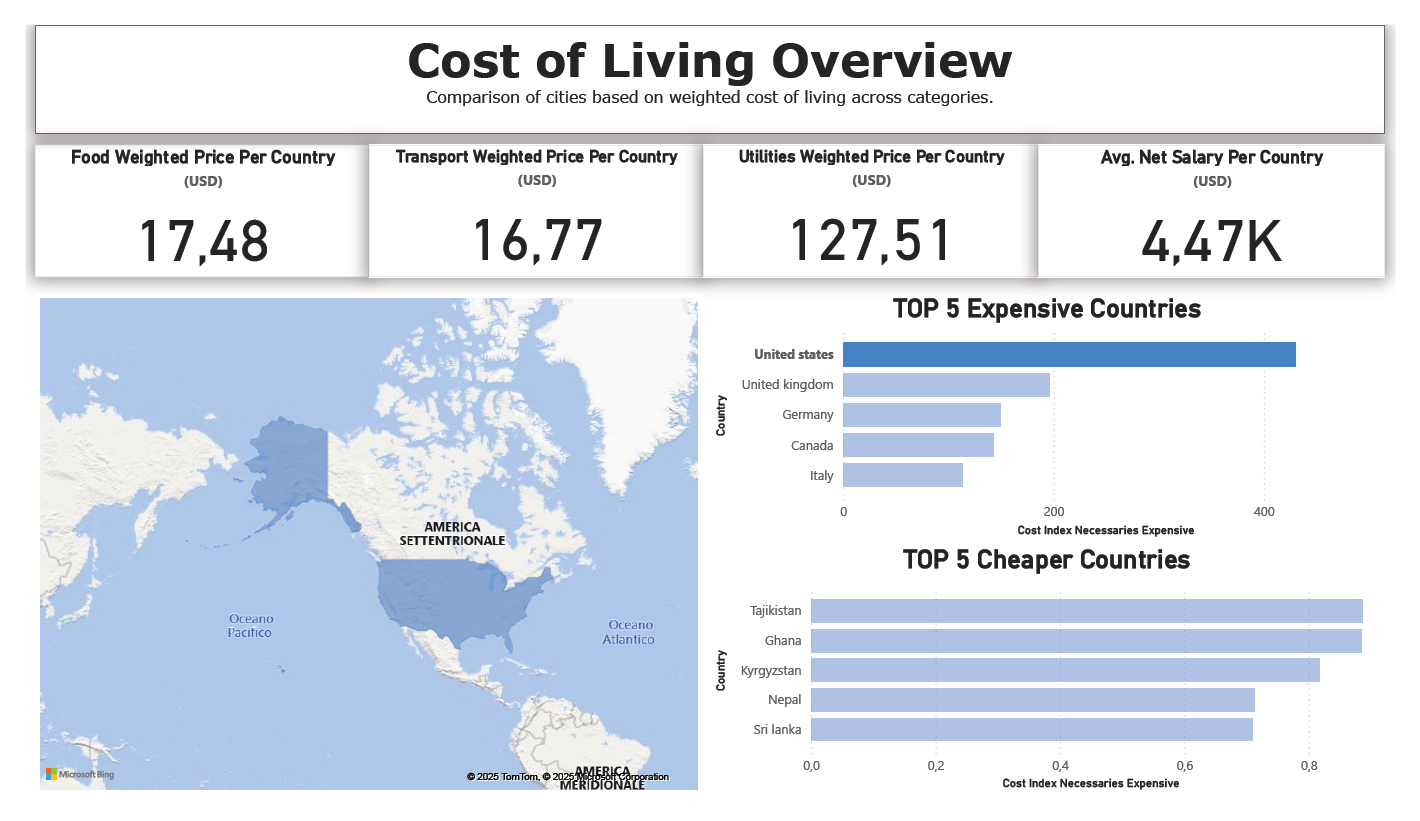 Cost of Living Overview
Comparison of cities based on weighted cost of living across categories.
Food Weighted Price Per Country
(USD)
17,48
Transport Weighted Price Per Country
(USD)
16,77
Utilities Weighted Price Per Country
(USD)
127,51
Avg. Net Salary Per Country
(USD)
4,47K
AMERICA
SETTENTRIONALE
Oceano
Pacifico
Oceano
Atlantico
AMERICA
MERIDIONALE
Microsoft Bing
© 2025 TomTom, © 2025 Microsoft Corporation
TOP 5 Expensive Countries
Country
United states
United kingdom
Germany
Canada
Italy
0 200 400
Cost Index Necessaries Expensive
TOP 5 Cheaper Countries
Country
Tajikistan
Ghana
Kyrgyzstan
Nepal
Sri lanka
0,0 0,2 0,4 0,6 0,8
Cost Index Necessaries Expensive